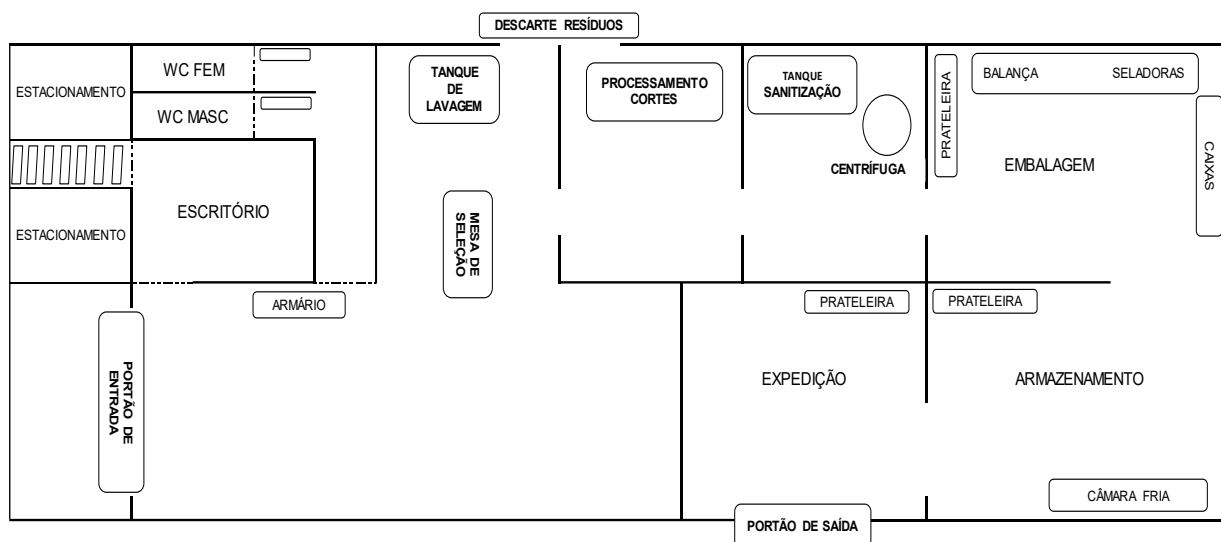 DESCARTE RESÍDUOS
ESTACIONAMENTO
WC FEM
WC MASC
TANQUE
DE
LAVAGEM
PROCESSAMENTO
CORTES
TANQUE
SANITIZAÇÃO
CENTRÍFUGA
PRATELEIRA
BALANÇA
SELADORAS
EMBALAGEM
CAIXAS
ESCRITÓRIO
ESTACIONAMENTO
MESA DE
SELEÇÃO
ARMÁRIO
PRATELEIRA
PRATELEIRA
PORTÃO DE
ENTRADA
EXPEDIÇÃO
ARMAZENAMENTO
CÂMARA FRIA
PORTÃO DE SAÍDA